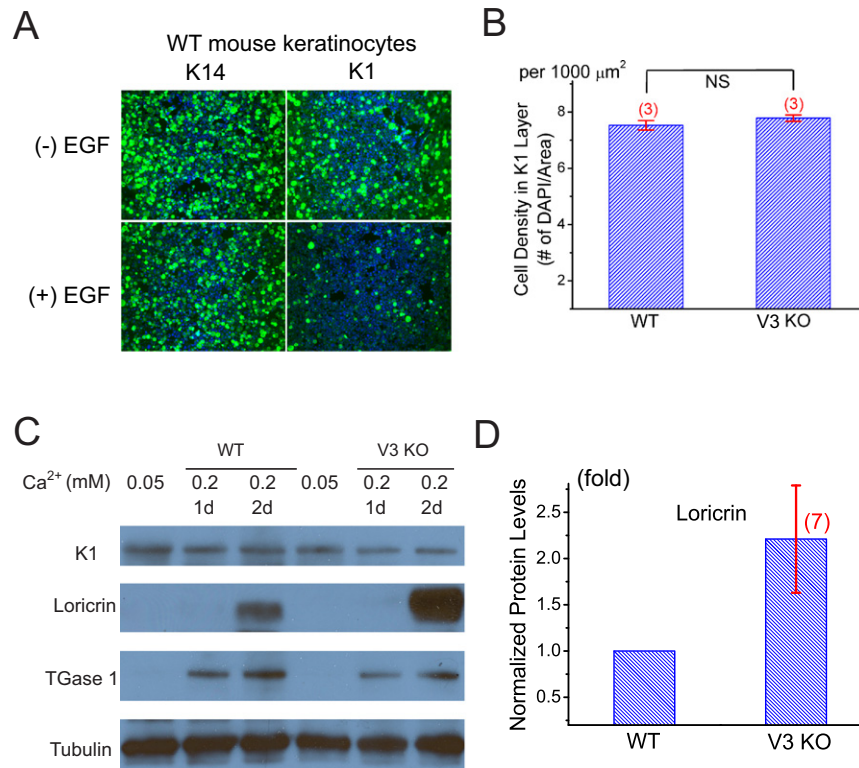 A
WT mouse keratinocytes
K14 K1
(-) EGF
(+) EGF
B
per 1000 μm²
NS
(3) (3)
8
6
4
2
Cell Density in K1 Layer
(# of DAPI/Area)
WT V3 KO
C
WT V3 KO
Ca²⁺ (mM) 0.05 0.2 0.2 0.05 0.2 0.2
1d 2d 1d 2d
K1
Loricrin
TGase 1
Tubulin
D
(fold)
Loricrin (7)
2.5
2.0
1.5
1.0
0.5
Normalized Protein Levels
WT V3 KO